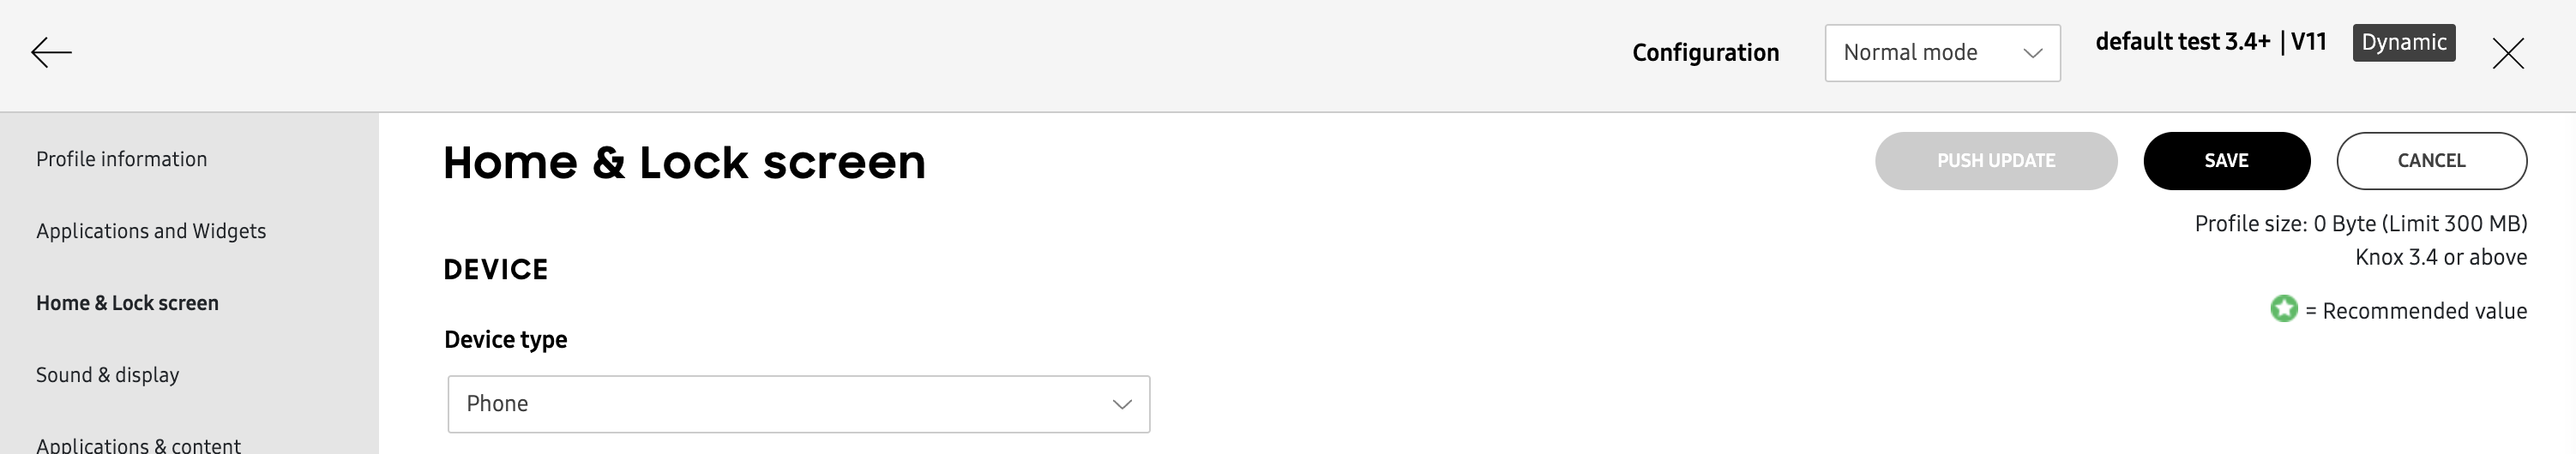 Configuration
Normal mode
default test 3.4+ | V11
Dynamic
Profile information
Applications and Widgets
Home & Lock screen
Sound & display
Applications & content
Home & Lock screen
PUSH UPDATE
SAVE
CANCEL
Profile size: 0 Byte (Limit 300 MB)
Knox 3.4 or above
= Recommended value
DEVICE
Device type
Phone